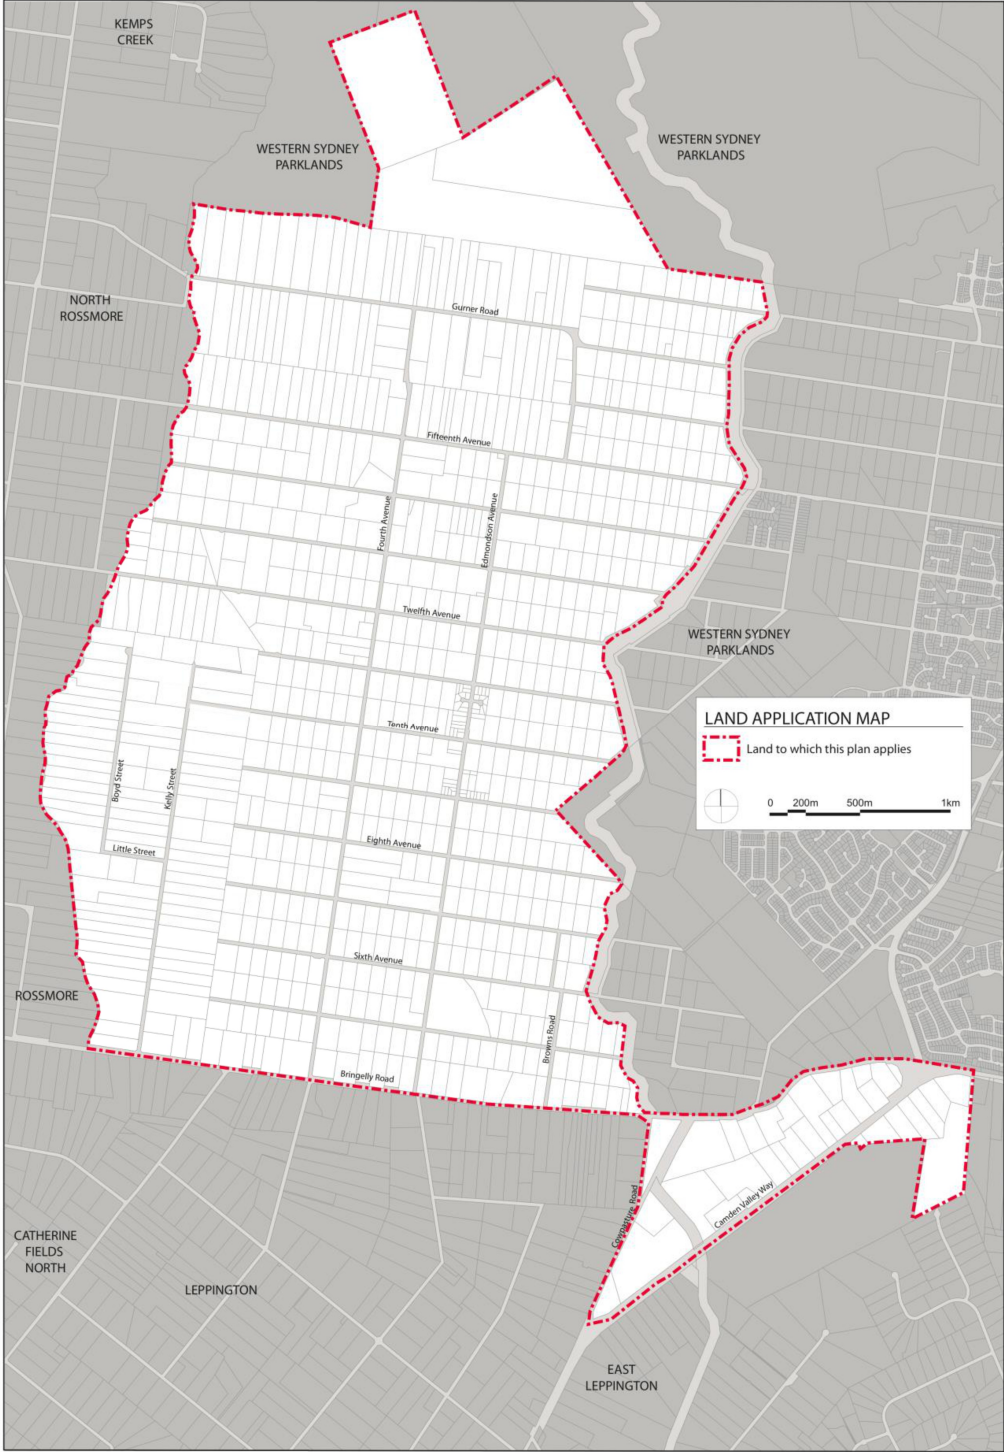 KEMPS
CREEK
WESTERN SYDNEY
PARKLANDS
WESTERN SYDNEY
PARKLANDS
NORTH
ROSSMORE
Gurner Road
Fifteenth Avenue
Fourth Avenue
Edmondson Avenue
Twelfth Avenue
WESTERN SYDNEY
PARKLANDS
LAND APPLICATION MAP
Land to which this plan applies
0 200m 500m 1km
Tenth Avenue
Boyd Street
Kelly Street
Little Street
Eighth Avenue
Sixth Avenue
ROSSMORE
Browns Road
Bringelly Road
Cowpasture Road
Camden Valley Way
CATHERINE
FIELDS
NORTH
LEPPINGTON
EAST
LEPPINGTON